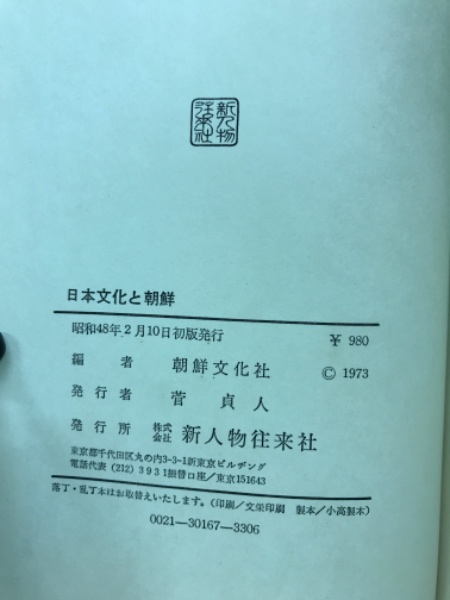 新人物
往来社
日本文化と朝鮮
昭和48年2月10日初版発行 ¥ 980
編者 朝鮮文化社 © 1973
発行者 菅貞人
発行所 株式会社 新人物往来社
東京都千代田区丸の内3-3-1新東京ビルヂング
電話代表(212)3931振替口座/東京151643
落丁・乱丁本はお取替えいたします。(印刷/文栄印刷 製本/小高製本)
0021—30167—3306